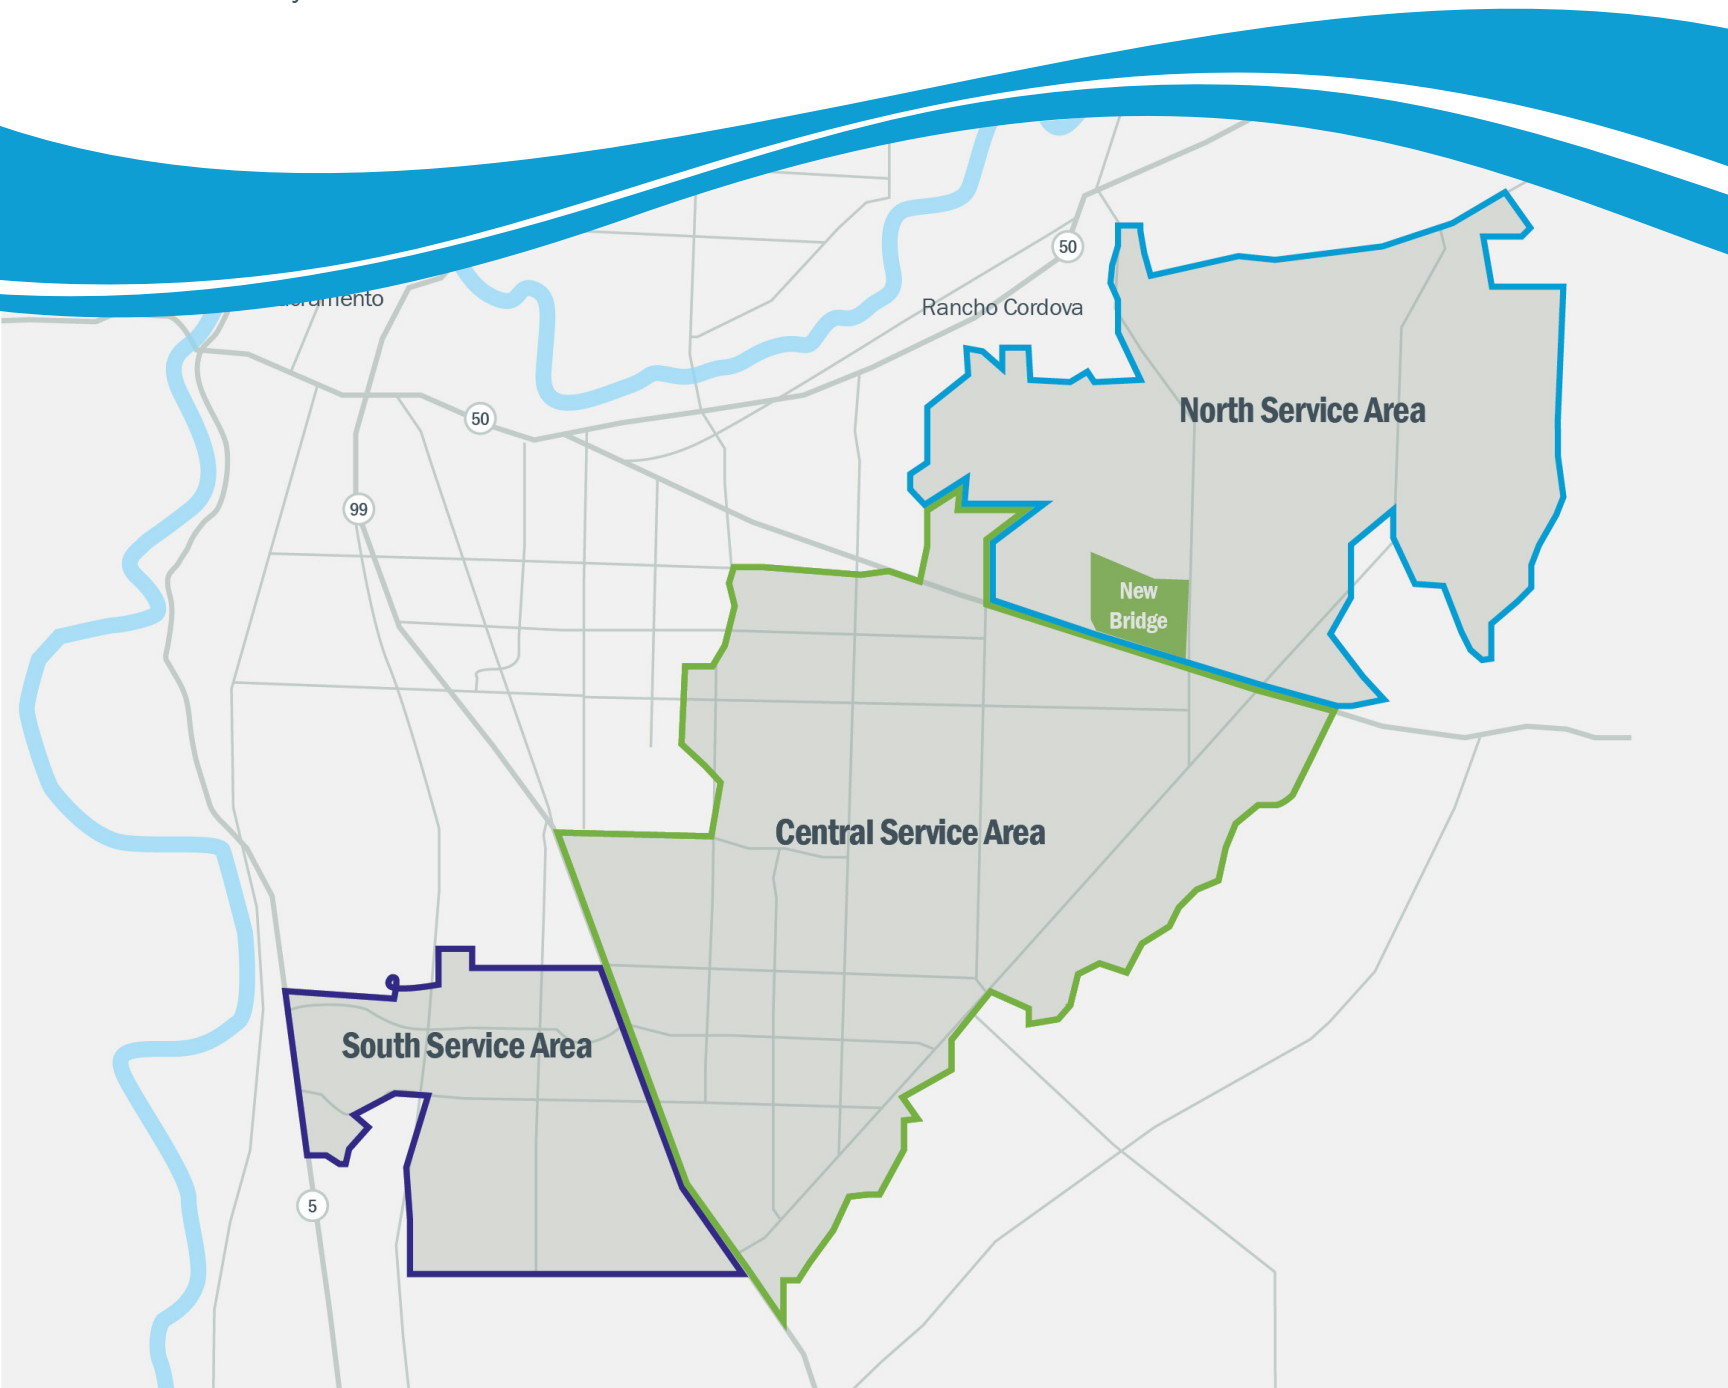 50
Rancho Cordova
North Service Area
50
99
New
Bridge
Central Service Area
South Service Area
5